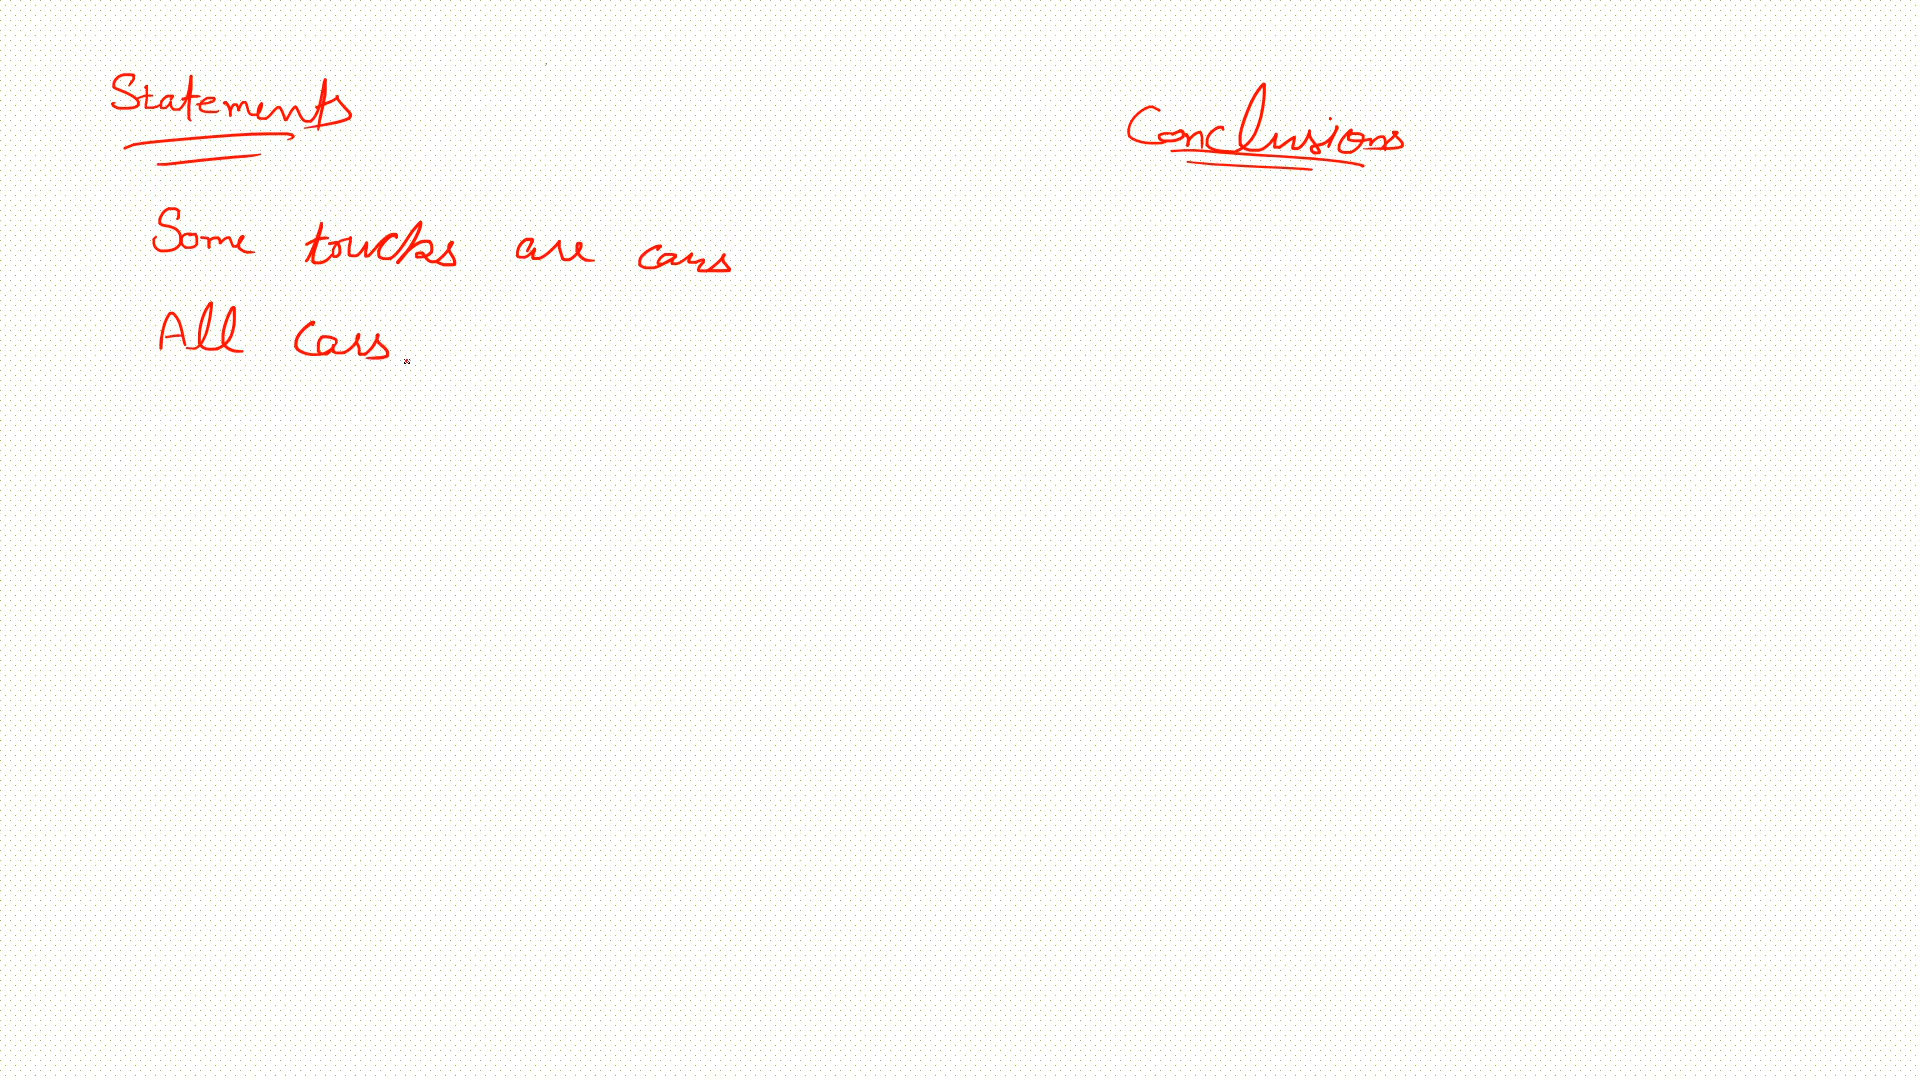 Statements
Conclusions
Some trucks are cars
All Cars